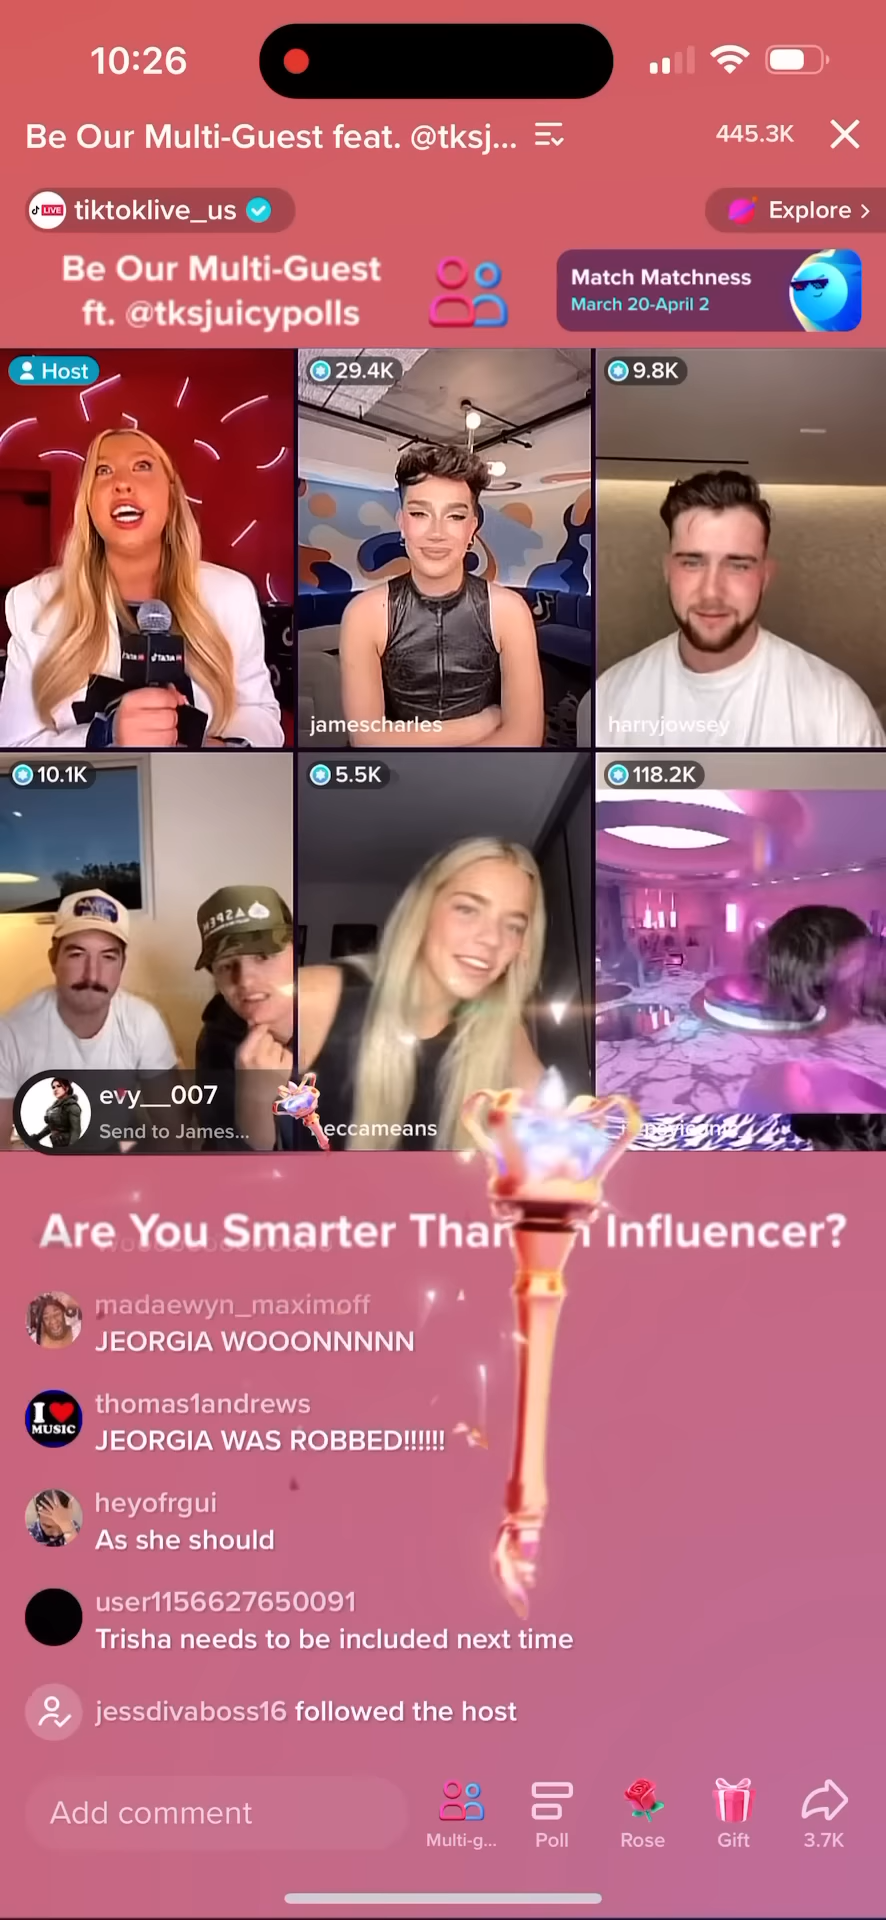 10:26
Be Our Multi-Guest feat. @tksj...
445.3K
LIVE
tiktoklive_us
Explore >
Be Our Multi-Guest
ft. @tksjuicypolls
Match Matchness
March 20-April 2
Host
29.4K
9.8K
jamescharles
harryjowsey
10.1K
5.5K
118.2K
ASPEN
evy__007
Send to James...
eccameans
Are You Smarter Than Influencer?
madaewyn_maximoff
JEORGIA WOOONNNNN
thomas1andrews
JEORGIA WAS ROBBED!!!!!!
I
MUSIC
heyofrgui
As she should
user1156627650091
Trisha needs to be included next time
jessdivaboss16 followed the host
Add comment
Multi-g...
Poll
Rose
Gift
3.7K